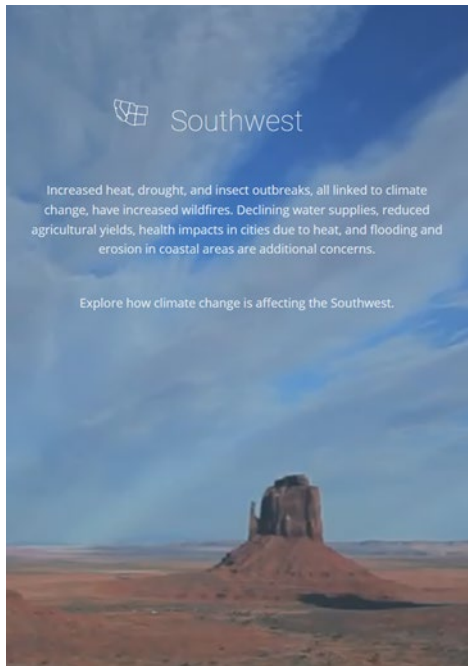 Southwest
Increased heat, drought, and insect outbreaks, all linked to climate
change, have increased wildfires. Declining water supplies, reduced
agricultural yields, health impacts in cities due to heat, and flooding and
erosion in coastal areas are additional concerns.
Explore how climate change is affecting the Southwest.